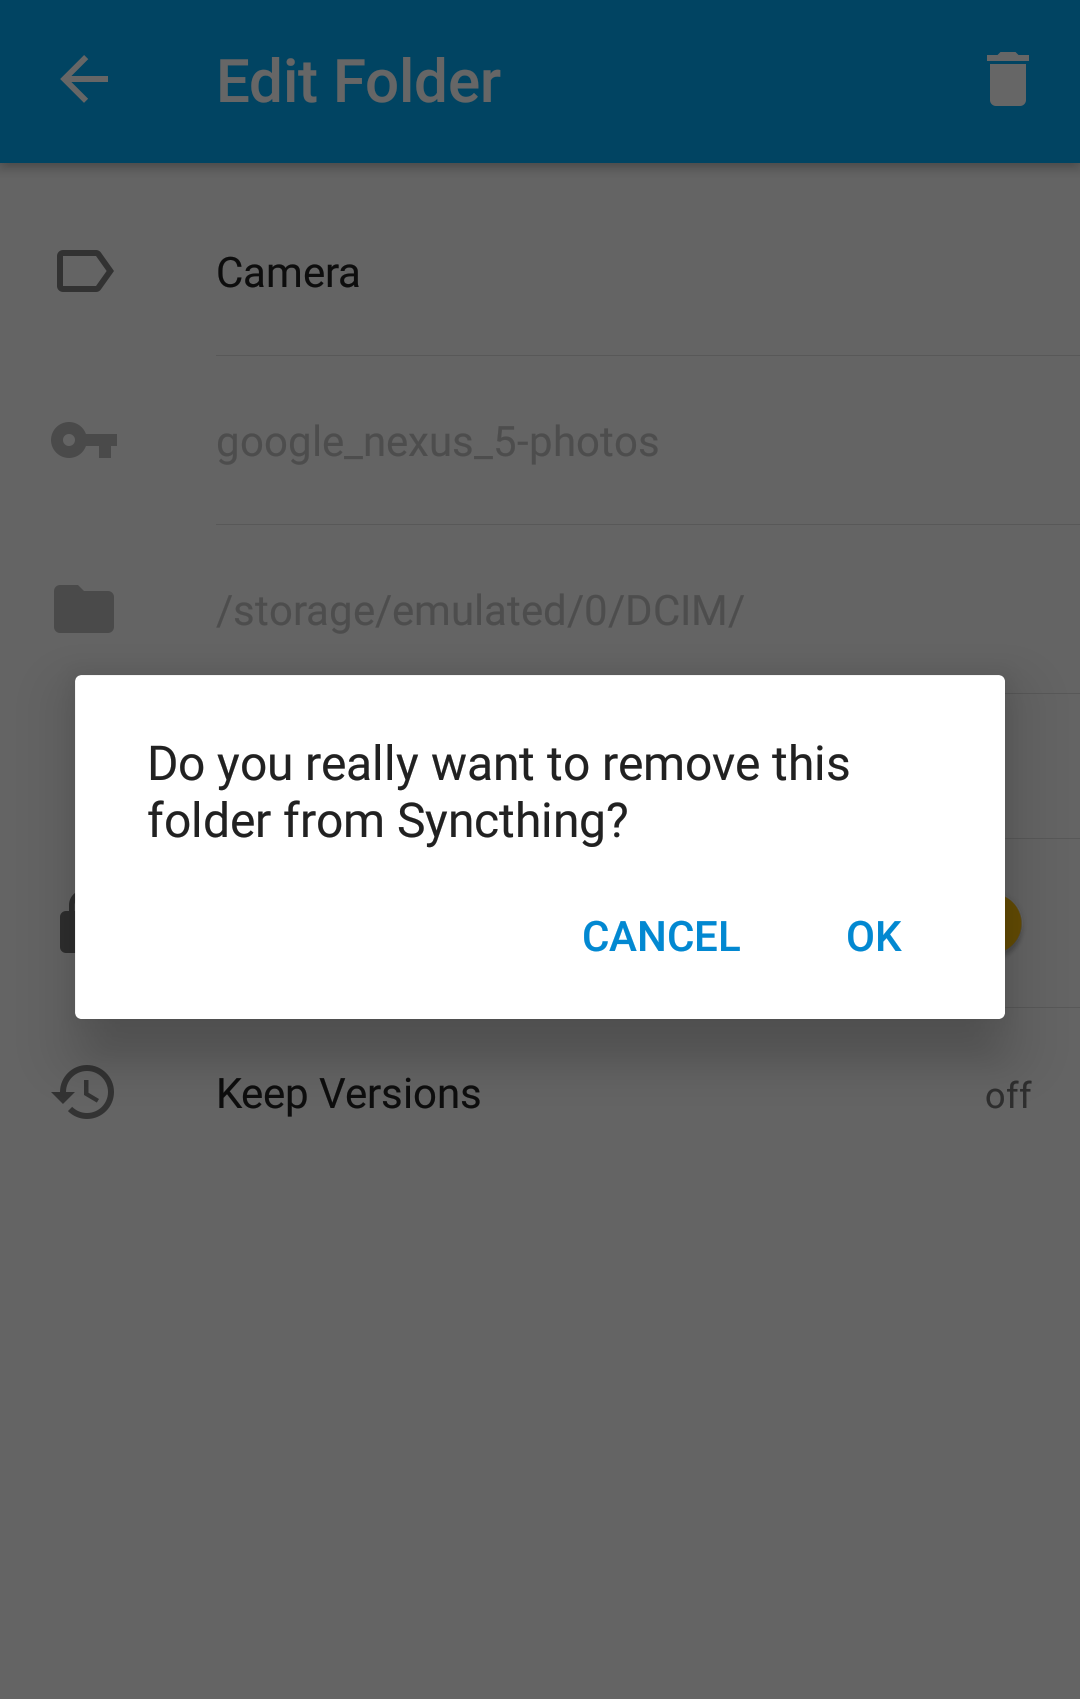 Edit Folder
Camera
google_nexus_5-photos
/storage/emulated/0/DCIM/
Do you really want to remove this
folder from Syncthing?
CANCEL OK
Keep Versions off